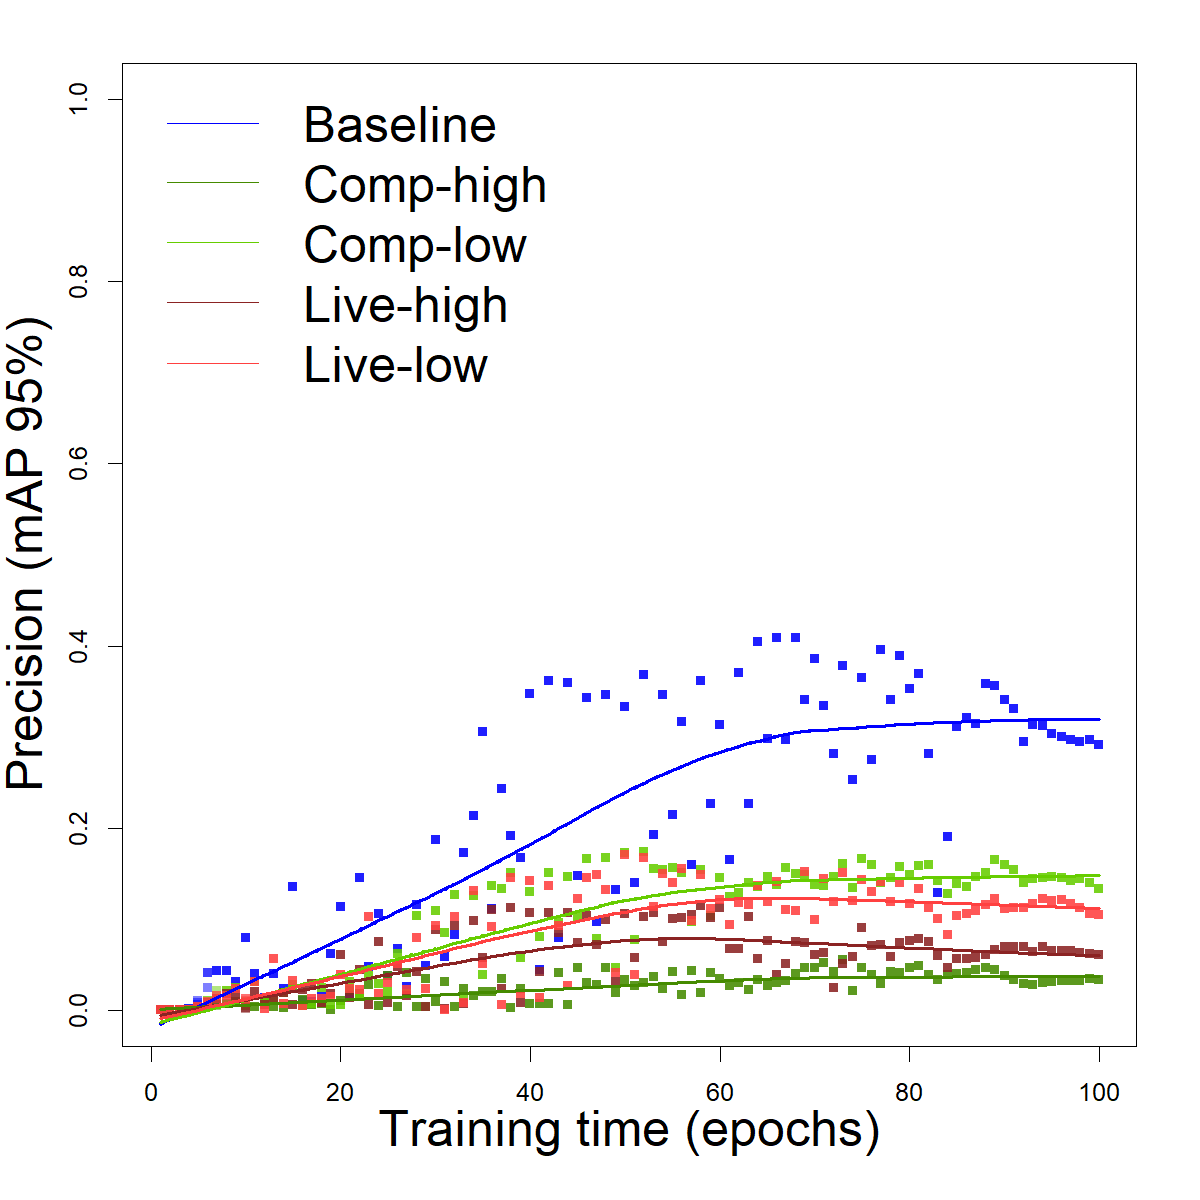 Baseline
Comp-high
Comp-low
Live-high
Live-low
Precision (mAP 95%)
1.0
0.8
0.6
0.4
0.2
0.0
0 20 40 60 80 100
Training time (epochs)